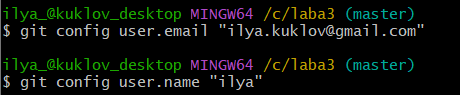 ilya_@kuklov_desktop MINGW64 /c/laba3 (master)
$ git config user.email "ilya.kuklov@gmail.com"
ilya_@kuklov_desktop MINGW64 /c/laba3 (master)
$ git config user.name "ilya"